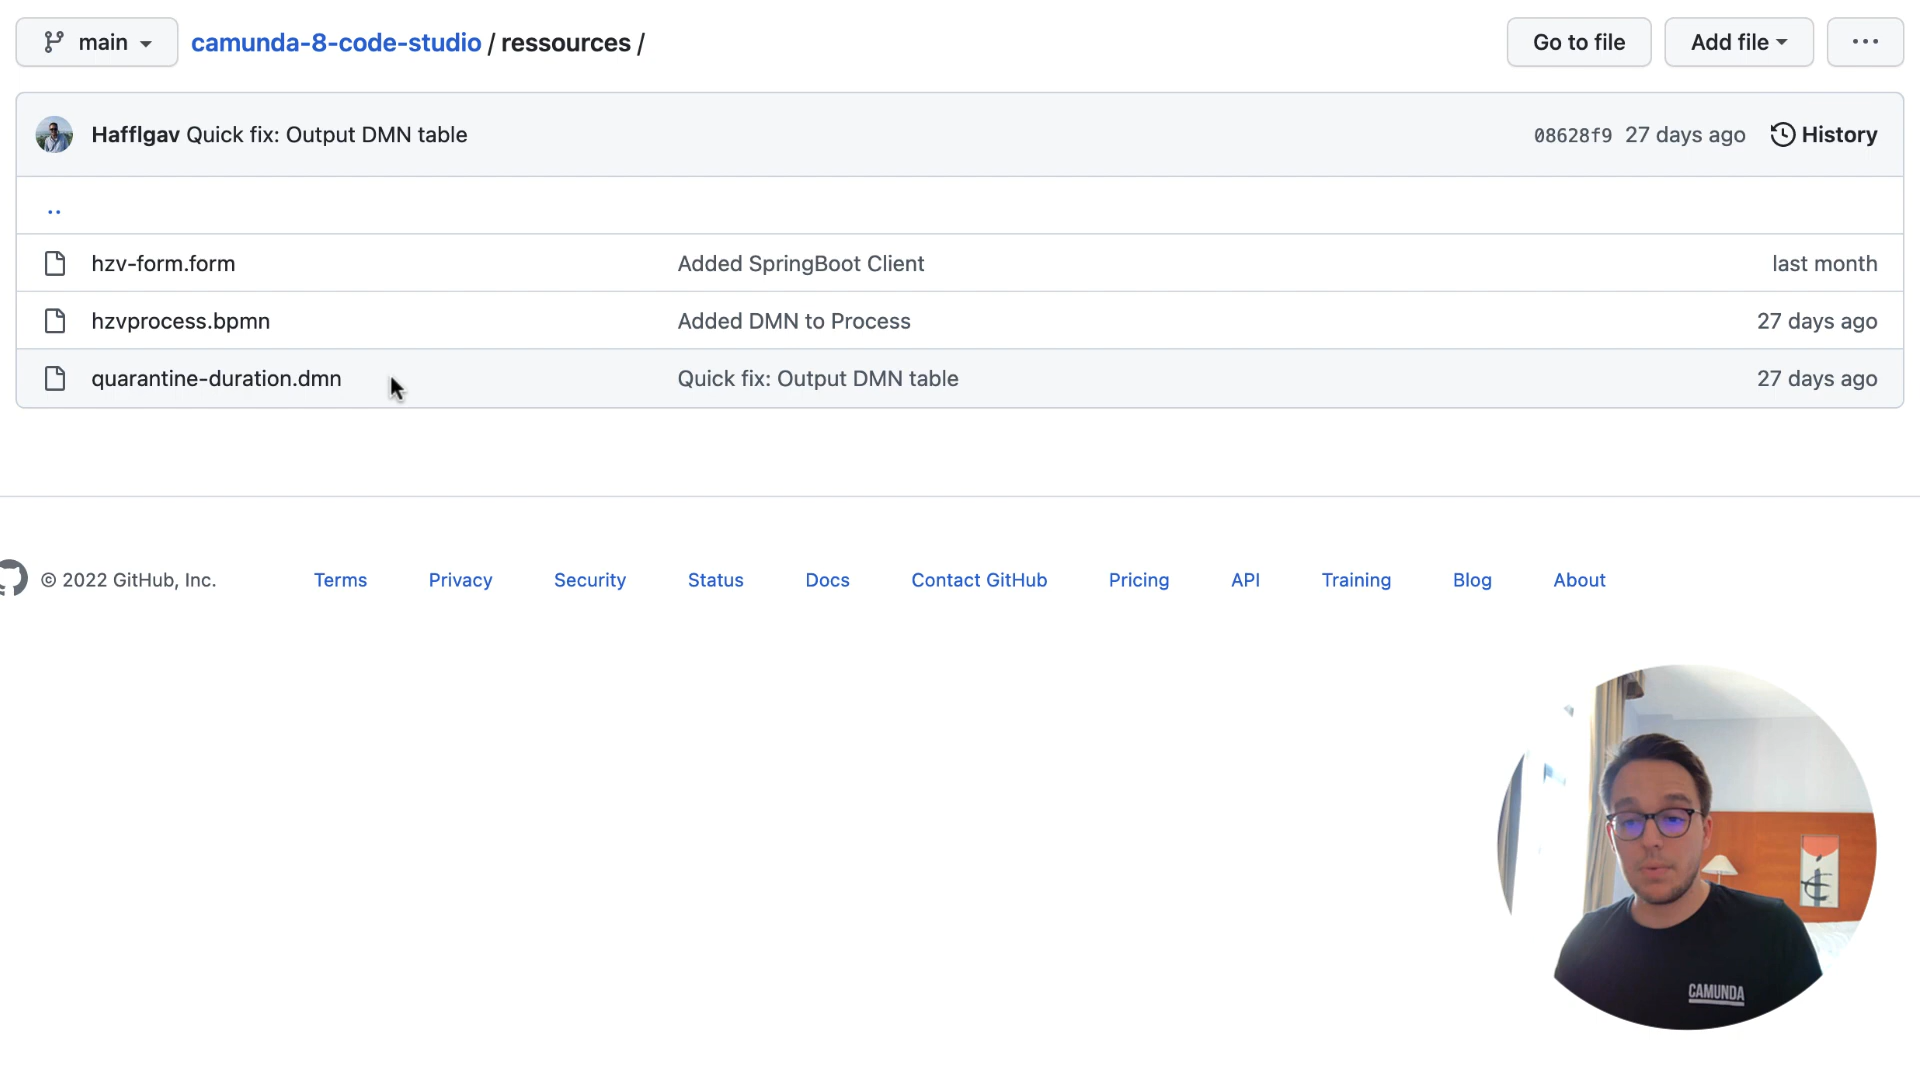 main camunda-8-code-studio / ressources / Go to file Add file ...
Hafflgav Quick fix: Output DMN table 08628f9 27 days ago History
..
hzv-form.form Added SpringBoot Client last month
hzvprocess.bpmn Added DMN to Process 27 days ago
quarantine-duration.dmn Quick fix: Output DMN table 27 days ago
© 2022 GitHub, Inc. Terms Privacy Security Status Docs Contact GitHub Pricing API Training Blog About
CAMUNDA